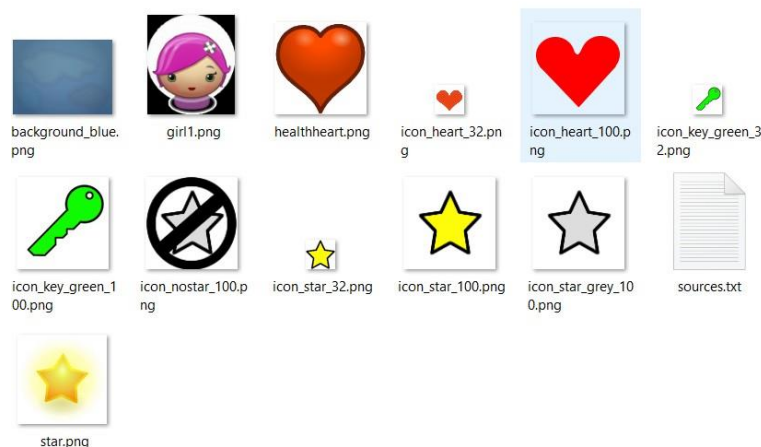 background_blue.
png
girl1.png
healthheart.png
icon_heart_32.pn
g
icon_heart_100.p
ng
icon_key_green_3
2.png
icon_key_green_1
00.png
icon_nostar_100.p
ng
icon_star_32.png
icon_star_100.png
icon_star_grey_10
0.png
sources.txt
star.png